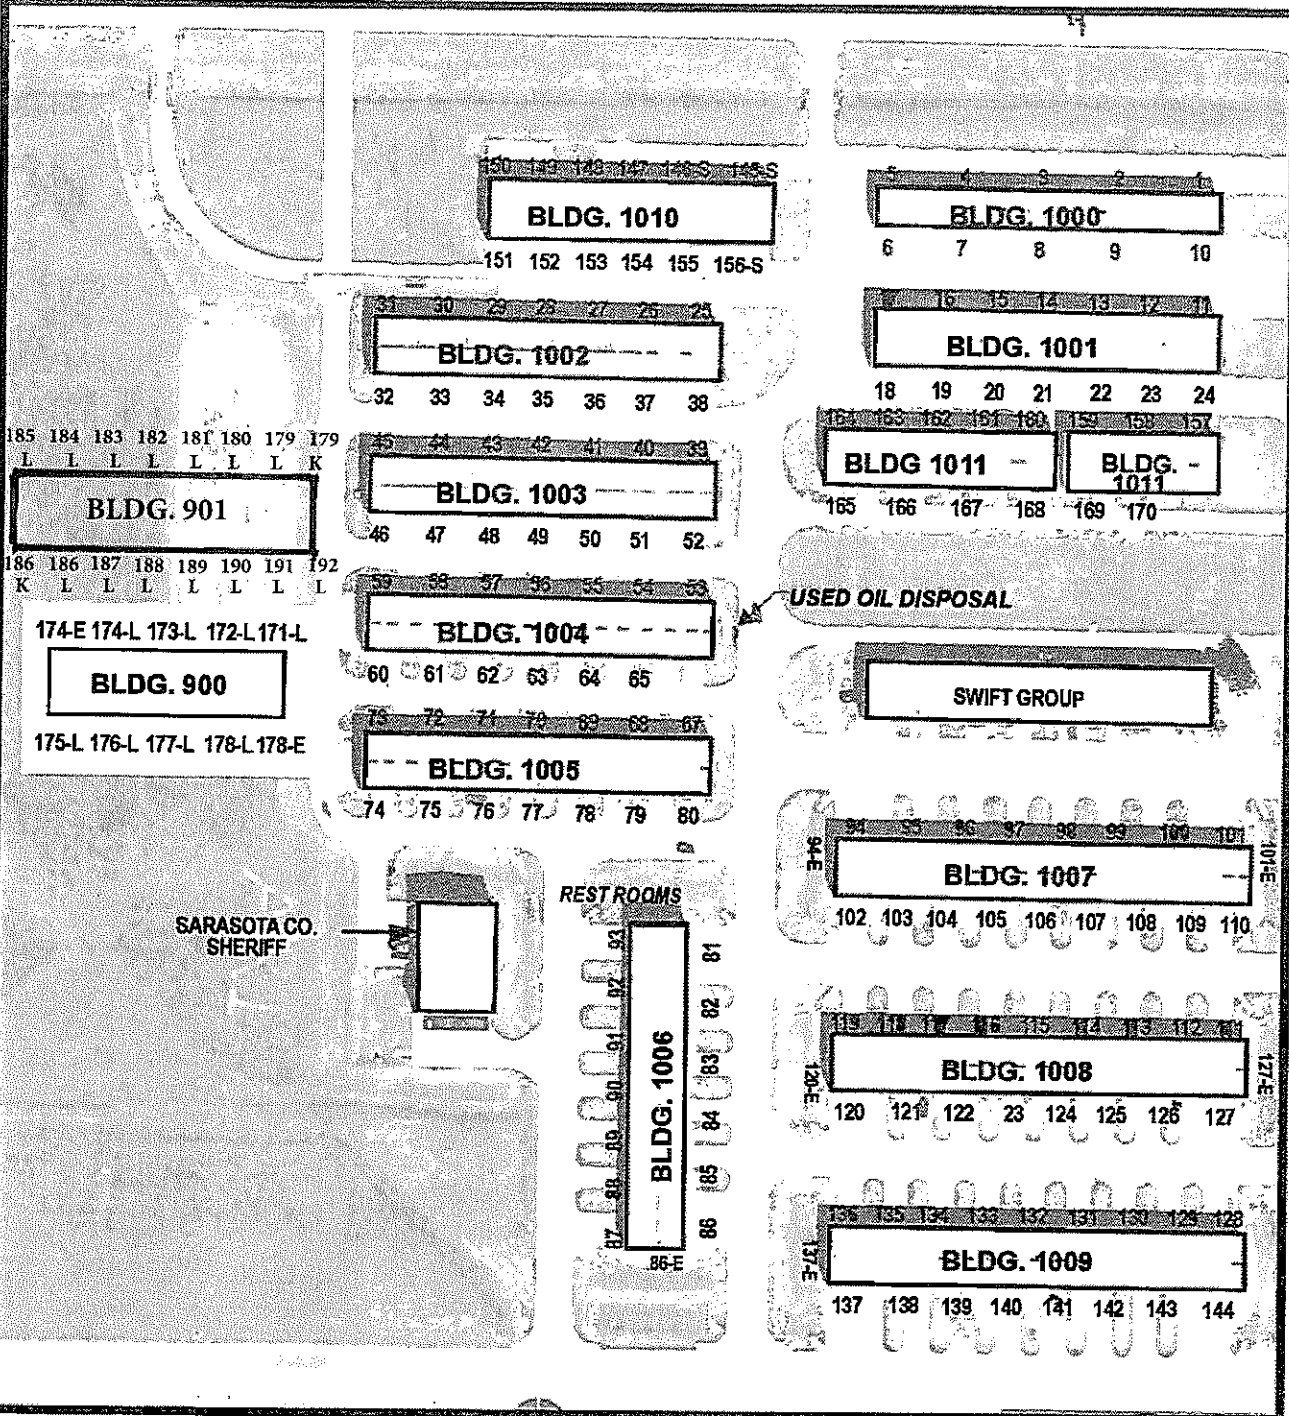 150 149 148 147 146-S 145-S
BLDG. 1010
151 152 153 154 155 156-S
5 4 3 2 1
BLDG. 1000
6 7 8 9 10
31 30 29 28 27 26 25
BLDG. 1002
32 33 34 35 36 37 38
17 16 15 14 13 12 11
BLDG. 1001
18 19 20 21 22 23 24
185 184 183 182 181 180 179 179
L L L L L L L K
BLDG. 901
186 186 187 188 189 190 191 192
K L L L L L L L
45 44 43 42 41 40 39
BLDG. 1003
46 47 48 49 50 51 52
164 163 162 161 160
BLDG 1011
165 166 167 168
159 158 157
BLDG.
1011
169 170
174-E 174-L 173-L 172-L 171-L
BLDG. 900
175-L 176-L 177-L 178-L 178-E
59 58 57 56 55 54 53
BLDG. 1004
60 61 62 63 64 65
USED OIL DISPOSAL
SWIFT GROUP
73 72 71 70 69 68 67
BLDG. 1005
74 75 76 77 78 79 80
94 95 96 97 98 99 100 101
94-E
BLDG. 1007
101-E
102 103 104 105 106 107 108 109 110
SARASOTA CO.
SHERIFF
REST ROOMS
93 92 91 90 89 88 87
BLDG. 1006
81 82 83 84 85 86
86-E
119 118 117 116 115 114 113 112 111
120-E
BLDG. 1008
127-E
120 121 122 23 124 125 126 127
136 135 134 133 132 131 130 129 128
137-E
BLDG. 1009
137 138 139 140 141 142 143 144